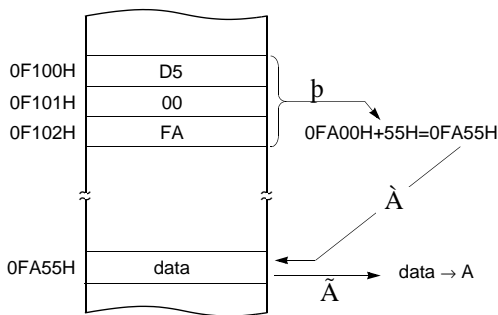 0F100H D5
0F101H 00
0F102H FA
þ
0FA00H+55H=0FA55H
À
0FA55H data
Ã
data → A